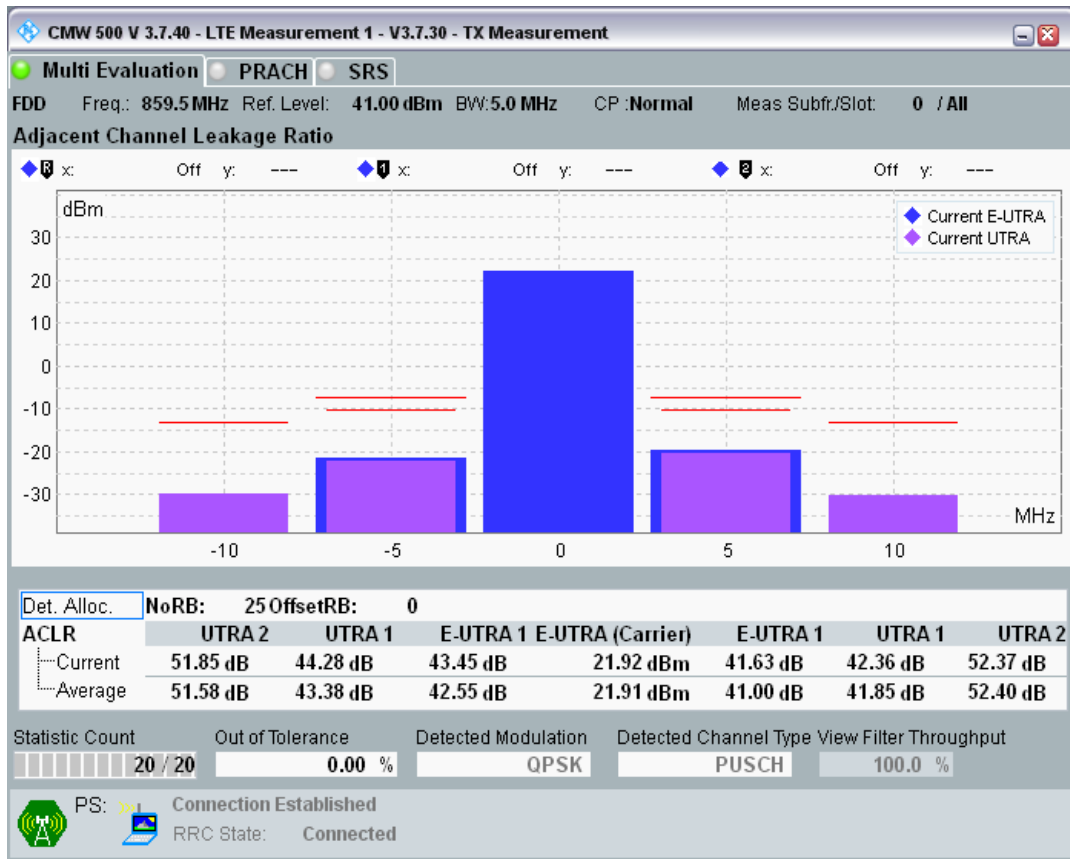 CMW 500 V 3.7.40 - LTE Measurement 1 - V3.7.30 - TX Measurement
Multi Evaluation PRACH SRS
FDD Freq.: 859.5 MHz Ref. Level: 41.00 dBm BW:5.0 MHz CP :Normal Meas Subfr./Slot: 0 / All
Adjacent Channel Leakage Ratio
R x: Off y: --- 1 x: Off y: --- 2 x: Off y: ---
dBm
Current E-UTRA
Current UTRA
30
20
10
0
-10
-20
-30
MHz
-10 -5 0 5 10
Det. Alloc. NoRB: 25 OffsetRB: 0
ACLR UTRA 2 UTRA 1 E-UTRA 1 E-UTRA (Carrier) E-UTRA 1 UTRA 1 UTRA 2
Current 51.85 dB 44.28 dB 43.45 dB 21.92 dBm 41.63 dB 42.36 dB 52.37 dB
Average 51.58 dB 43.38 dB 42.55 dB 21.91 dBm 41.00 dB 41.85 dB 52.40 dB
Statistic Count Out of Tolerance Detected Modulation Detected Channel Type View Filter Throughput
20 / 20 0.00 % QPSK PUSCH 100.0 %
PS: Connection Established
RRC State: Connected